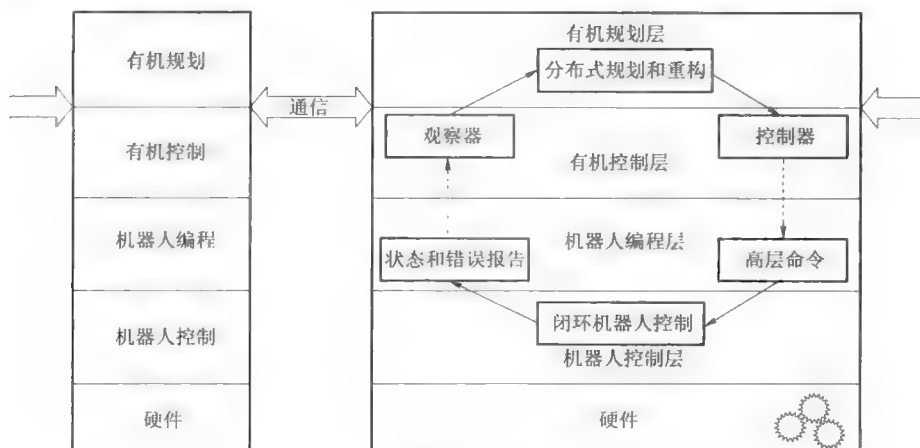 有机规划
有机控制
机器人编程
机器人控制
硬件
通信
有机规划层
分布式规划和重构
观察器
控制器
有机控制层
机器人编程层
状态和错误报告
高层命令
闭环机器人控制
机器人控制层
硬件